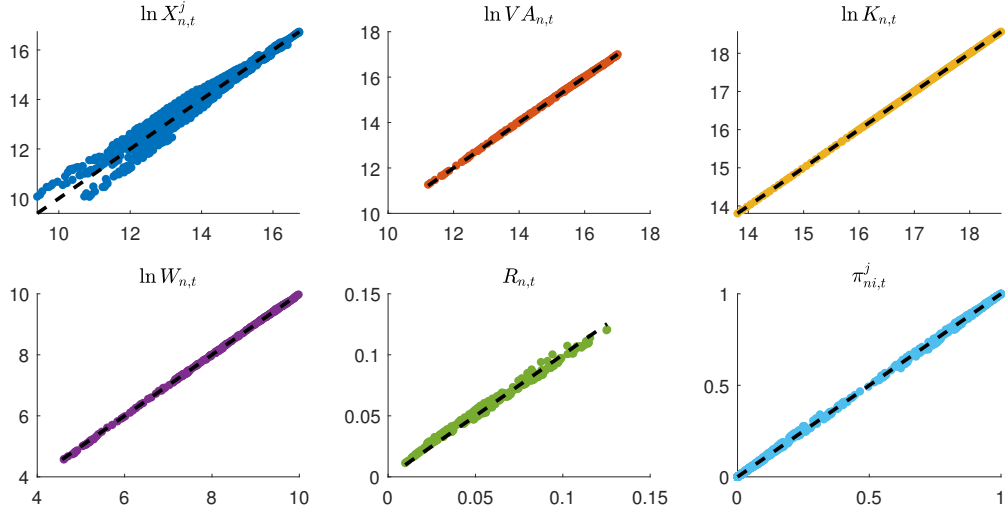 ln X^j_{n,t}
ln VA_{n,t}
ln K_{n,t}
16
14
12
10
10 12 14 16
18
16
14
12
10
10 12 14 16 18
18
17
16
15
14
14 15 16 17 18
ln W_{n,t}
R_{n,t}
π^j_{ni,t}
10
8
6
4
4 6 8 10
0.15
0.1
0.05
0
0 0.05 0.1 0.15
1
0.5
0
0 0.5 1